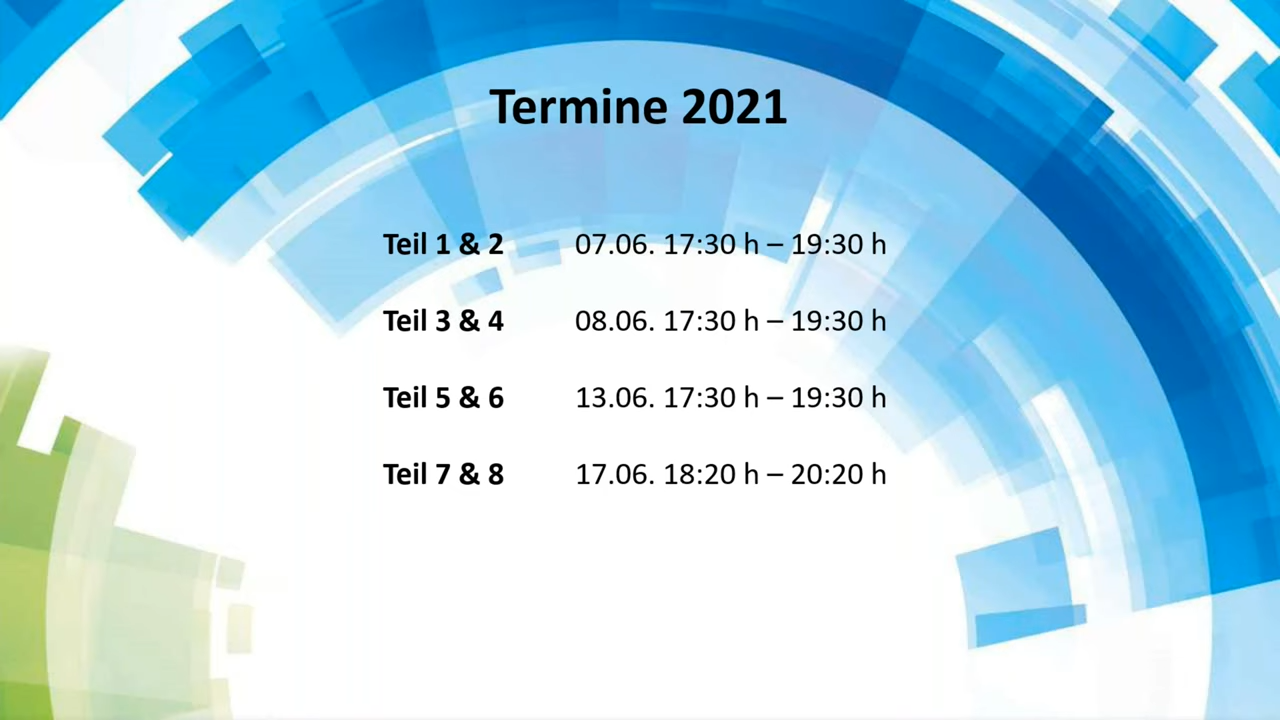 Termine 2021
Teil 1 & 2 07.06. 17:30 h – 19:30 h
Teil 3 & 4 08.06. 17:30 h – 19:30 h
Teil 5 & 6 13.06. 17:30 h – 19:30 h
Teil 7 & 8 17.06. 18:20 h – 20:20 h